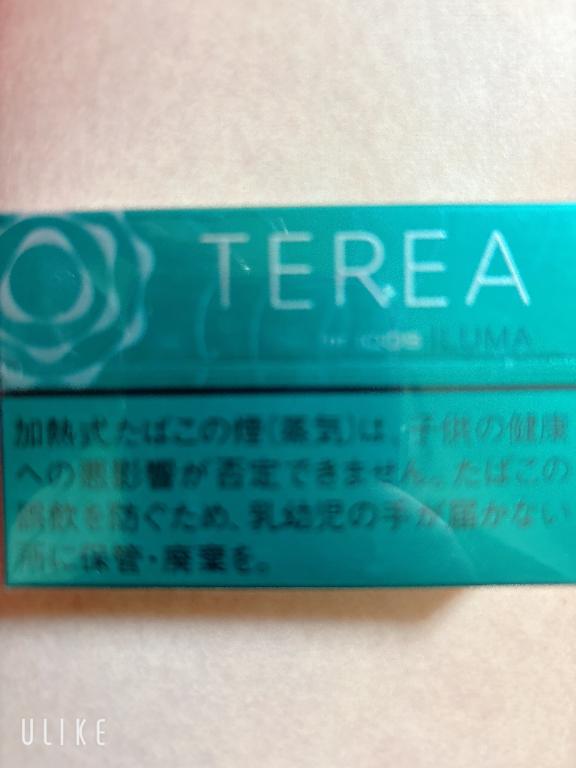 TEREA
ILUMA
加熱式たばこの煙(蒸気)は、子供の健康
への悪影響が否定できません。たばこの
誤飲を防ぐため、乳幼児の手が届かない
所に保管・廃棄を。
ULIKE